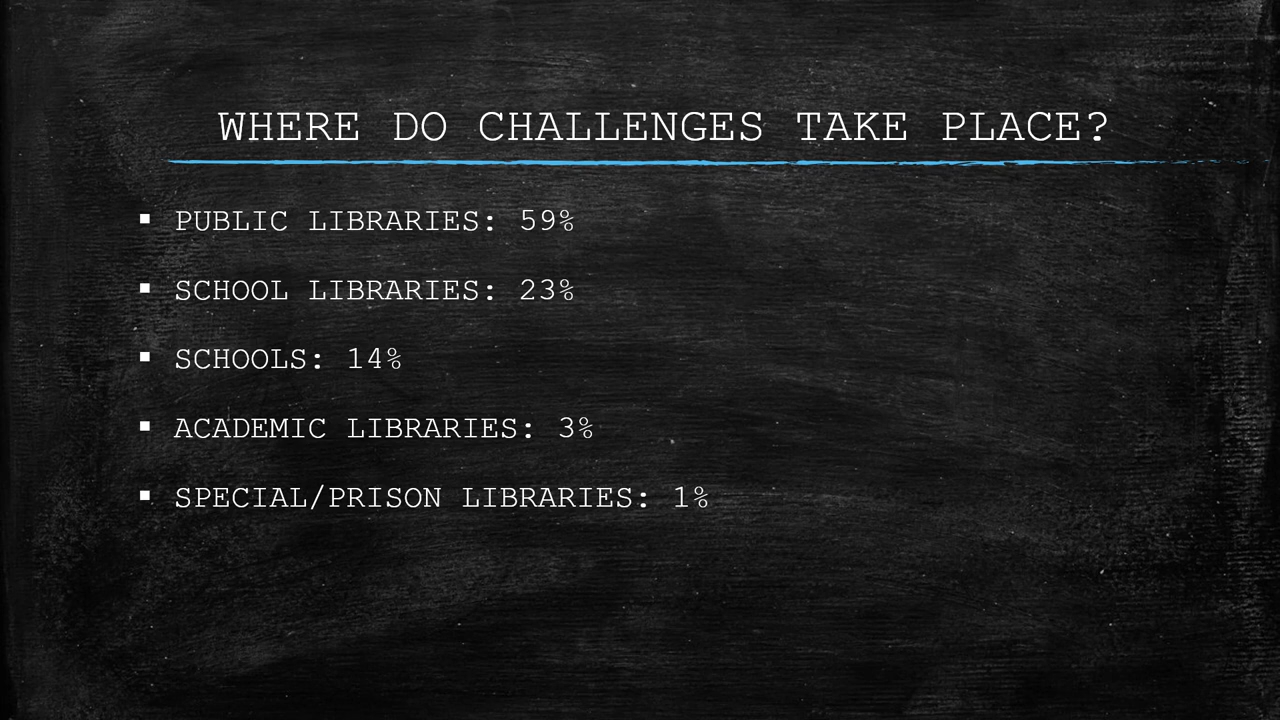 WHERE DO CHALLENGES TAKE PLACE?
▪ PUBLIC LIBRARIES: 59%
▪ SCHOOL LIBRARIES: 23%
▪ SCHOOLS: 14%
▪ ACADEMIC LIBRARIES: 3%
▪ SPECIAL/PRISON LIBRARIES: 1%